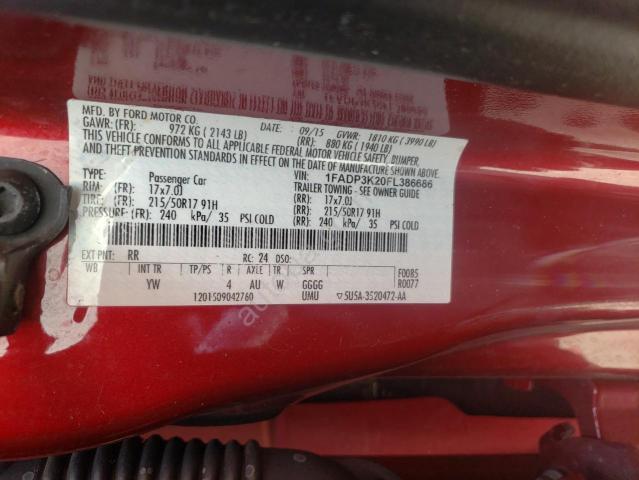 MFD. BY FORD MOTOR CO.
DATE: 09/15 GVWR: 1810 KG ( 3990 LB)
GAWR: (FR): 972 KG ( 2143 LB) (RR): 880 KG ( 1940 LB)
THIS VEHICLE CONFORMS TO ALL APPLICABLE FEDERAL MOTOR VEHICLE SAFETY, BUMPER,
AND THEFT PREVENTION STANDARDS IN EFFECT ON THE DATE OF MANUFACTURE SHOWN ABOVE.
VIN: 1FADP3K20FL386686
TYPE: Passenger Car TRAILER TOWING - SEE OWNER GUIDE
RIM: (FR): 17x7.0J (RR): 17x7.0J
TIRE: (FR): 215/50R17 91H (RR): 215/50R17 91H
PSI COLD (FR): 240 kPa/ 35 PSI COLD (RR): 240 kPa/ 35 PSI COLD
EXT PNT: RR RC: 24 DSO:
WB INT TR TP/PS R AXLE TR SPR F0085
YW 4 AU W GGGG R0077
1201509042760 UMU ▽5U5A-3520472-AA